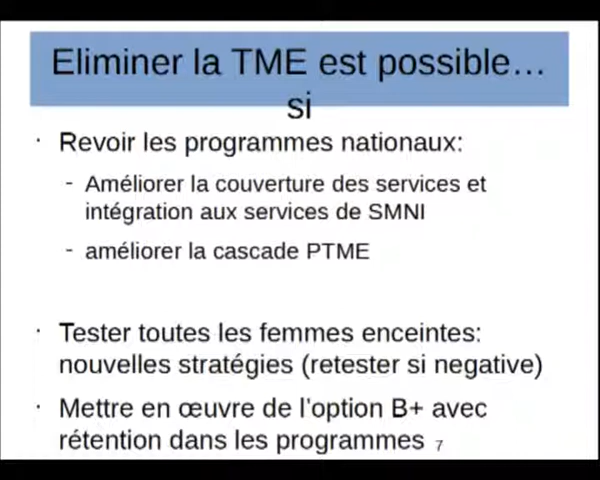 Eliminer la TME est possible…
si
· Revoir les programmes nationaux:
- Améliorer la couverture des services et
intégration aux services de SMNI
- améliorer la cascade PTME
· Tester toutes les femmes enceintes:
nouvelles stratégies (retester si negative)
· Mettre en œuvre de l'option B+ avec
rétention dans les programmes 7